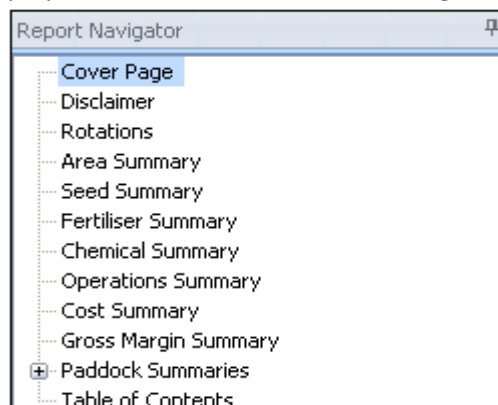 Report Navigator
Cover Page
Disclaimer
Rotations
Area Summary
Seed Summary
Fertiliser Summary
Chemical Summary
Operations Summary
Cost Summary
Gross Margin Summary
Paddock Summaries
Table of Contents